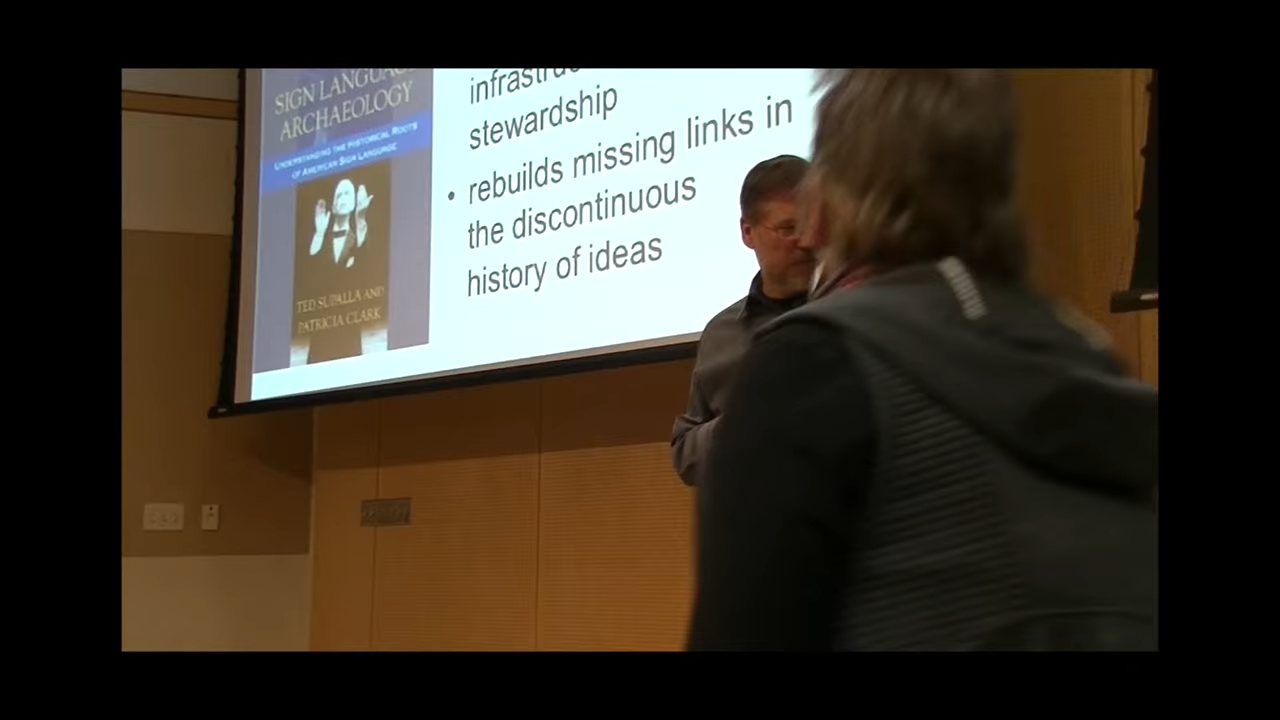 SIGN LANGUAGE
ARCHAEOLOGY
UNDERSTANDING THE HISTORICAL ROOTS
OF AMERICAN SIGN LANGUAGE
TED SUPALLA AND
PATRICIA CLARK
stewardship
• rebuilds missing links in
the discontinuous
history of ideas